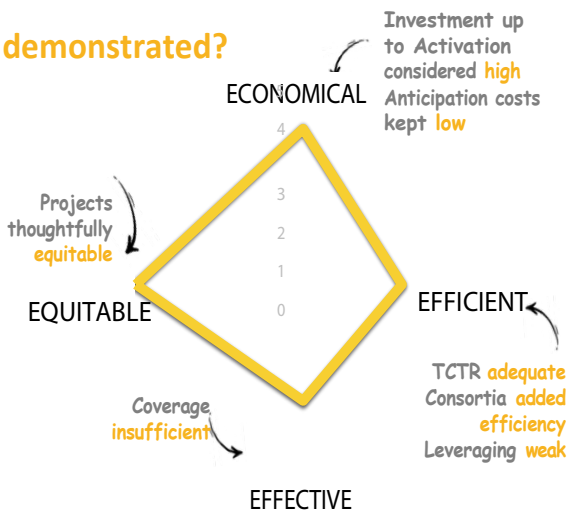 demonstrated?
Investment up
to Activation
considered high
Anticipation costs
kept low
ECONOMICAL
5
4
3
2
1
0
Projects
thoughtfully
equitable
EQUITABLE
EFFICIENT
TCTR adequate
Consortia added
efficiency
Leveraging weak
Coverage
insufficient
EFFECTIVE